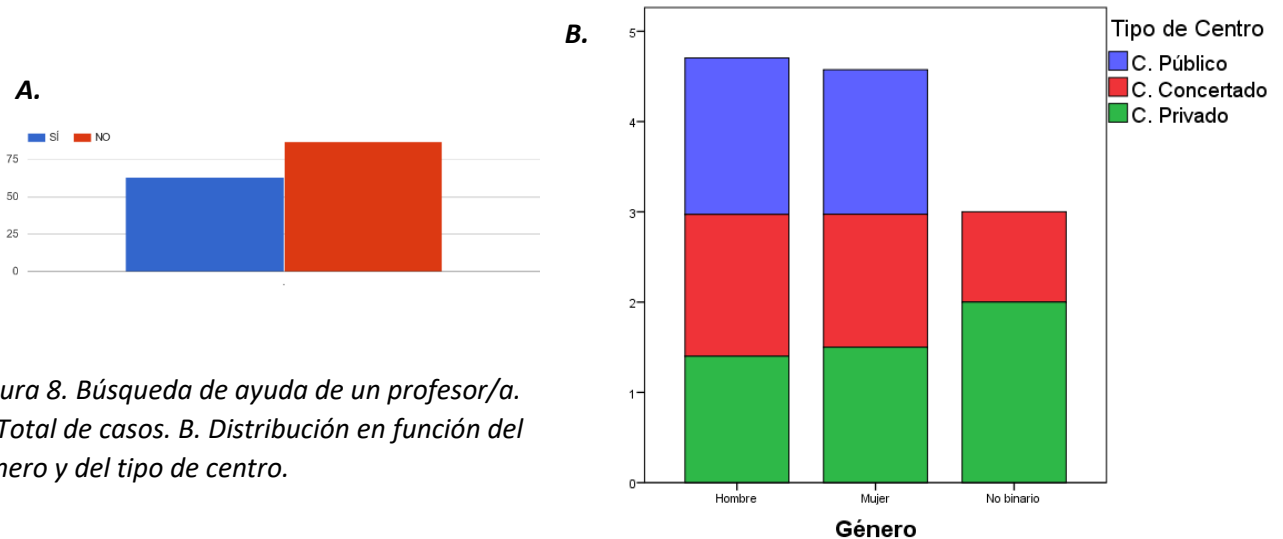 A.
SÍ NO
75
50
25
0
ura 8. Búsqueda de ayuda de un profesor/a.
Total de casos. B. Distribución en función del
nero y del tipo de centro.
B.
5
4
3
2
1
0
Hombre Mujer No binario
Género
Tipo de Centro
C. Público
C. Concertado
C. Privado